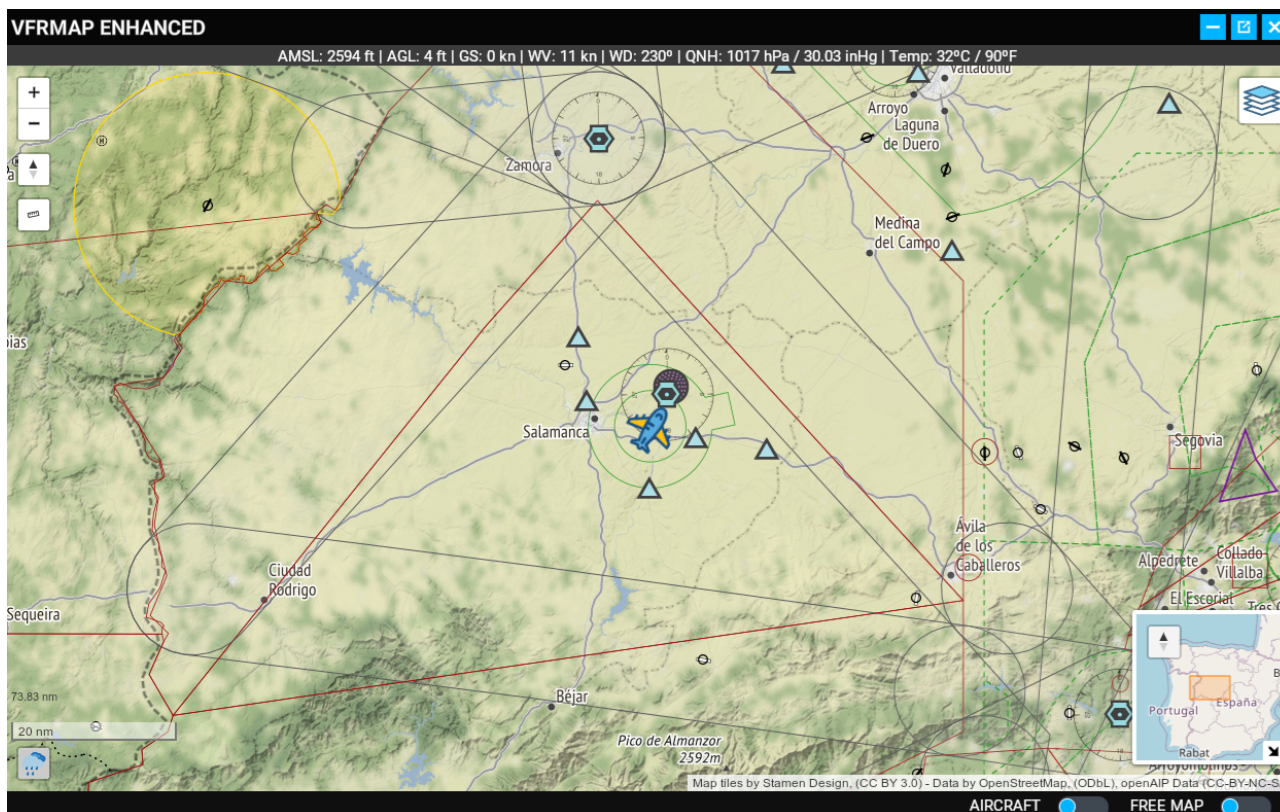 VFRMAP ENHANCED
AMSL: 2594 ft | AGL: 4 ft | GS: 0 kn | WV: 11 kn | WD: 230º | QNH: 1017 hPa / 30.03 inHg | Temp: 32ºC / 90ºF
Valladolid
Arroyo
Laguna
de Duero
Zamora
Medina
del Campo
Salamanca
Segovia
Ávila
de los
Caballeros
Alpedrete
Collado
Villalba
El Escorial
Ciudad
Rodrigo
Sequeira
Béjar
Pico de Almanzor
2592m
73.83 nm
20 nm
Portugal
España
Rabat
Map tiles by Stamen Design, (CC BY 3.0) - Data by OpenStreetMap, (ODbL), openAIP Data (CC-BY-NC-S
AIRCRAFT
FREE MAP